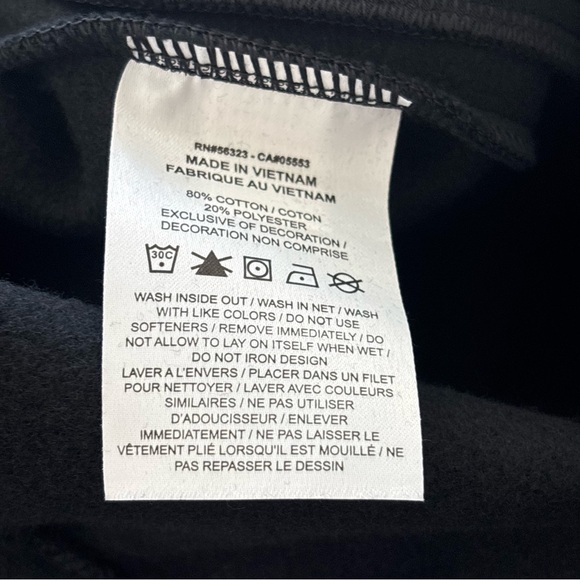 RN#56323 - CA#05553
MADE IN VIETNAM
FABRIQUE AU VIETNAM
80% COTTON / COTON
20% POLYESTER
EXCLUSIVE OF DECORATION /
DECORATION NON COMPRISE
30C
WASH INSIDE OUT / WASH IN NET / WASH
WITH LIKE COLORS / DO NOT USE
SOFTENERS / REMOVE IMMEDIATELY / DO
NOT ALLOW TO LAY ON ITSELF WHEN WET /
DO NOT IRON DESIGN
LAVER A L'ENVERS / PLACER DANS UN FILET
POUR NETTOYER / LAVER AVEC COULEURS
SIMILAIRES / NE PAS UTILISER
D'ADOUCISSEUR / ENLEVER
IMMEDIATEMENT / NE PAS LAISSER LE
VÊTEMENT PLIÉ LORSQU'IL EST MOUILLÉ / NE
PAS REPASSER LE DESSIN